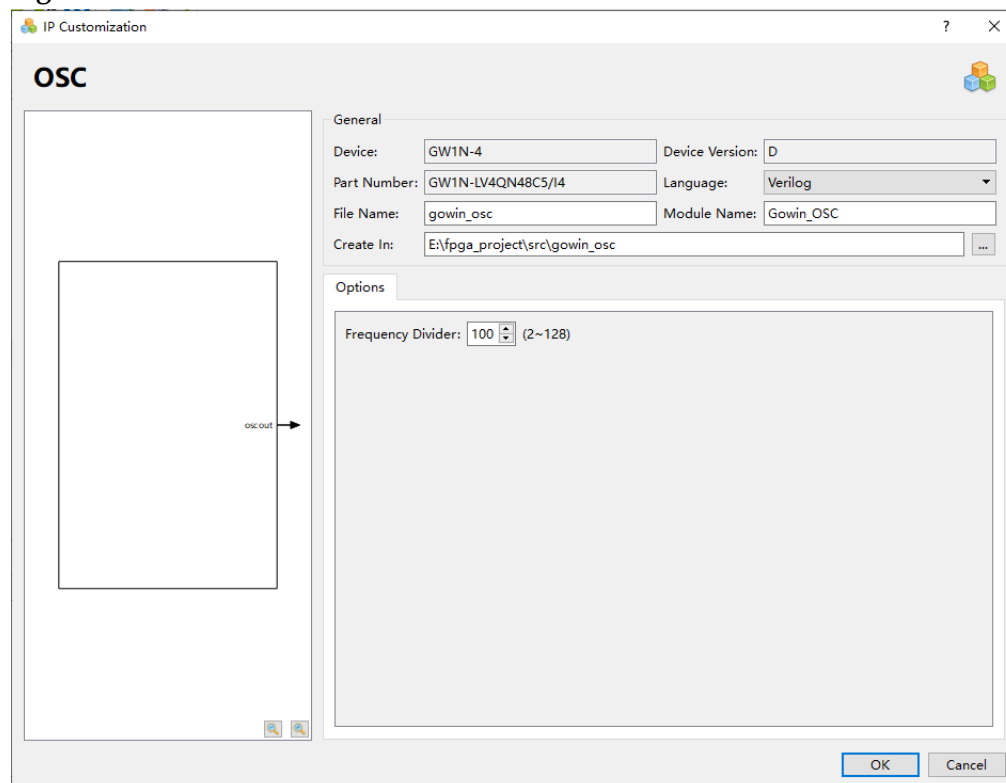 IP Customization
?
OSC
General
Device: GW1N-4 Device Version: D
Part Number: GW1N-LV4QN48C5/I4 Language: Verilog
File Name: gowin_osc Module Name: Gowin_OSC
Create In: E:\fpga_project\src\gowin_osc ...
Options
Frequency Divider: 100 (2~128)
oscout
OK Cancel